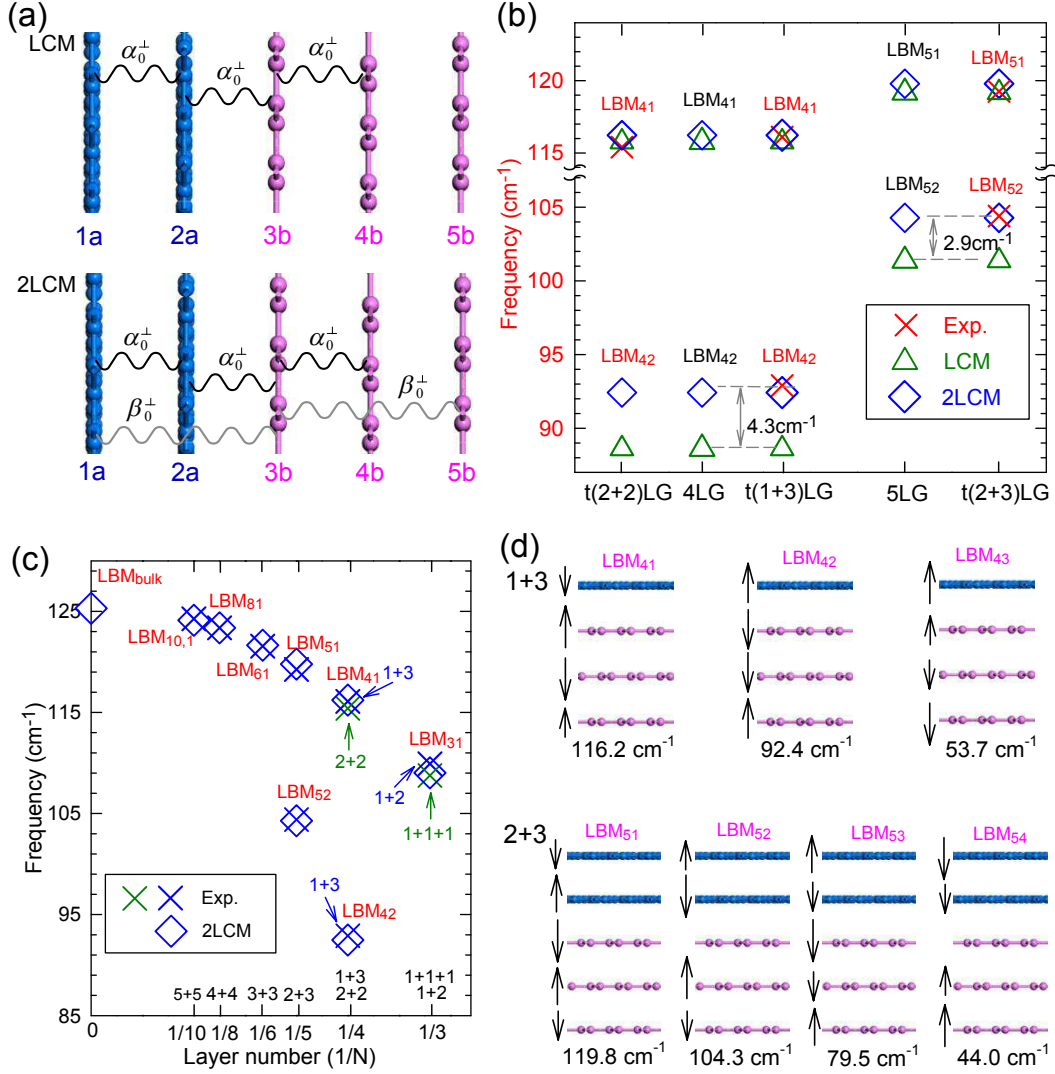 (a)
LCM
α₀⊥ α₀⊥ α₀⊥
1a 2a 3b 4b 5b
2LCM
α₀⊥ α₀⊥ α₀⊥
β₀⊥ β₀⊥
1a 2a 3b 4b 5b
(b)
Frequency (cm⁻¹)
120
115
105
100
95
90
LBM₄₁ LBM₄₁ LBM₄₁ LBM₅₁ LBM₅₁
LBM₅₂ LBM₅₂
2.9cm⁻¹
LBM₄₂ LBM₄₂ LBM₄₂
4.3cm⁻¹
Exp.
LCM
2LCM
t(2+2)LG 4LG t(1+3)LG 5LG t(2+3)LG
(c)
Frequency (cm⁻¹)
125
115
105
95
85
LBMbulk
LBM₁₀,₁
LBM₈₁
LBM₆₁
LBM₅₁
LBM₄₁
1+3
2+2
LBM₃₁
1+2
1+1+1
LBM₅₂
1+3
LBM₄₂
Exp.
2LCM
1+3 1+1+1
5+5 4+4 3+3 2+3 2+2 1+2
0 1/10 1/8 1/6 1/5 1/4 1/3
Layer number (1/N)
(d)
1+3
LBM₄₁ LBM₄₂ LBM₄₃
116.2 cm⁻¹ 92.4 cm⁻¹ 53.7 cm⁻¹
2+3
LBM₅₁ LBM₅₂ LBM₅₃ LBM₅₄
119.8 cm⁻¹ 104.3 cm⁻¹ 79.5 cm⁻¹ 44.0 cm⁻¹